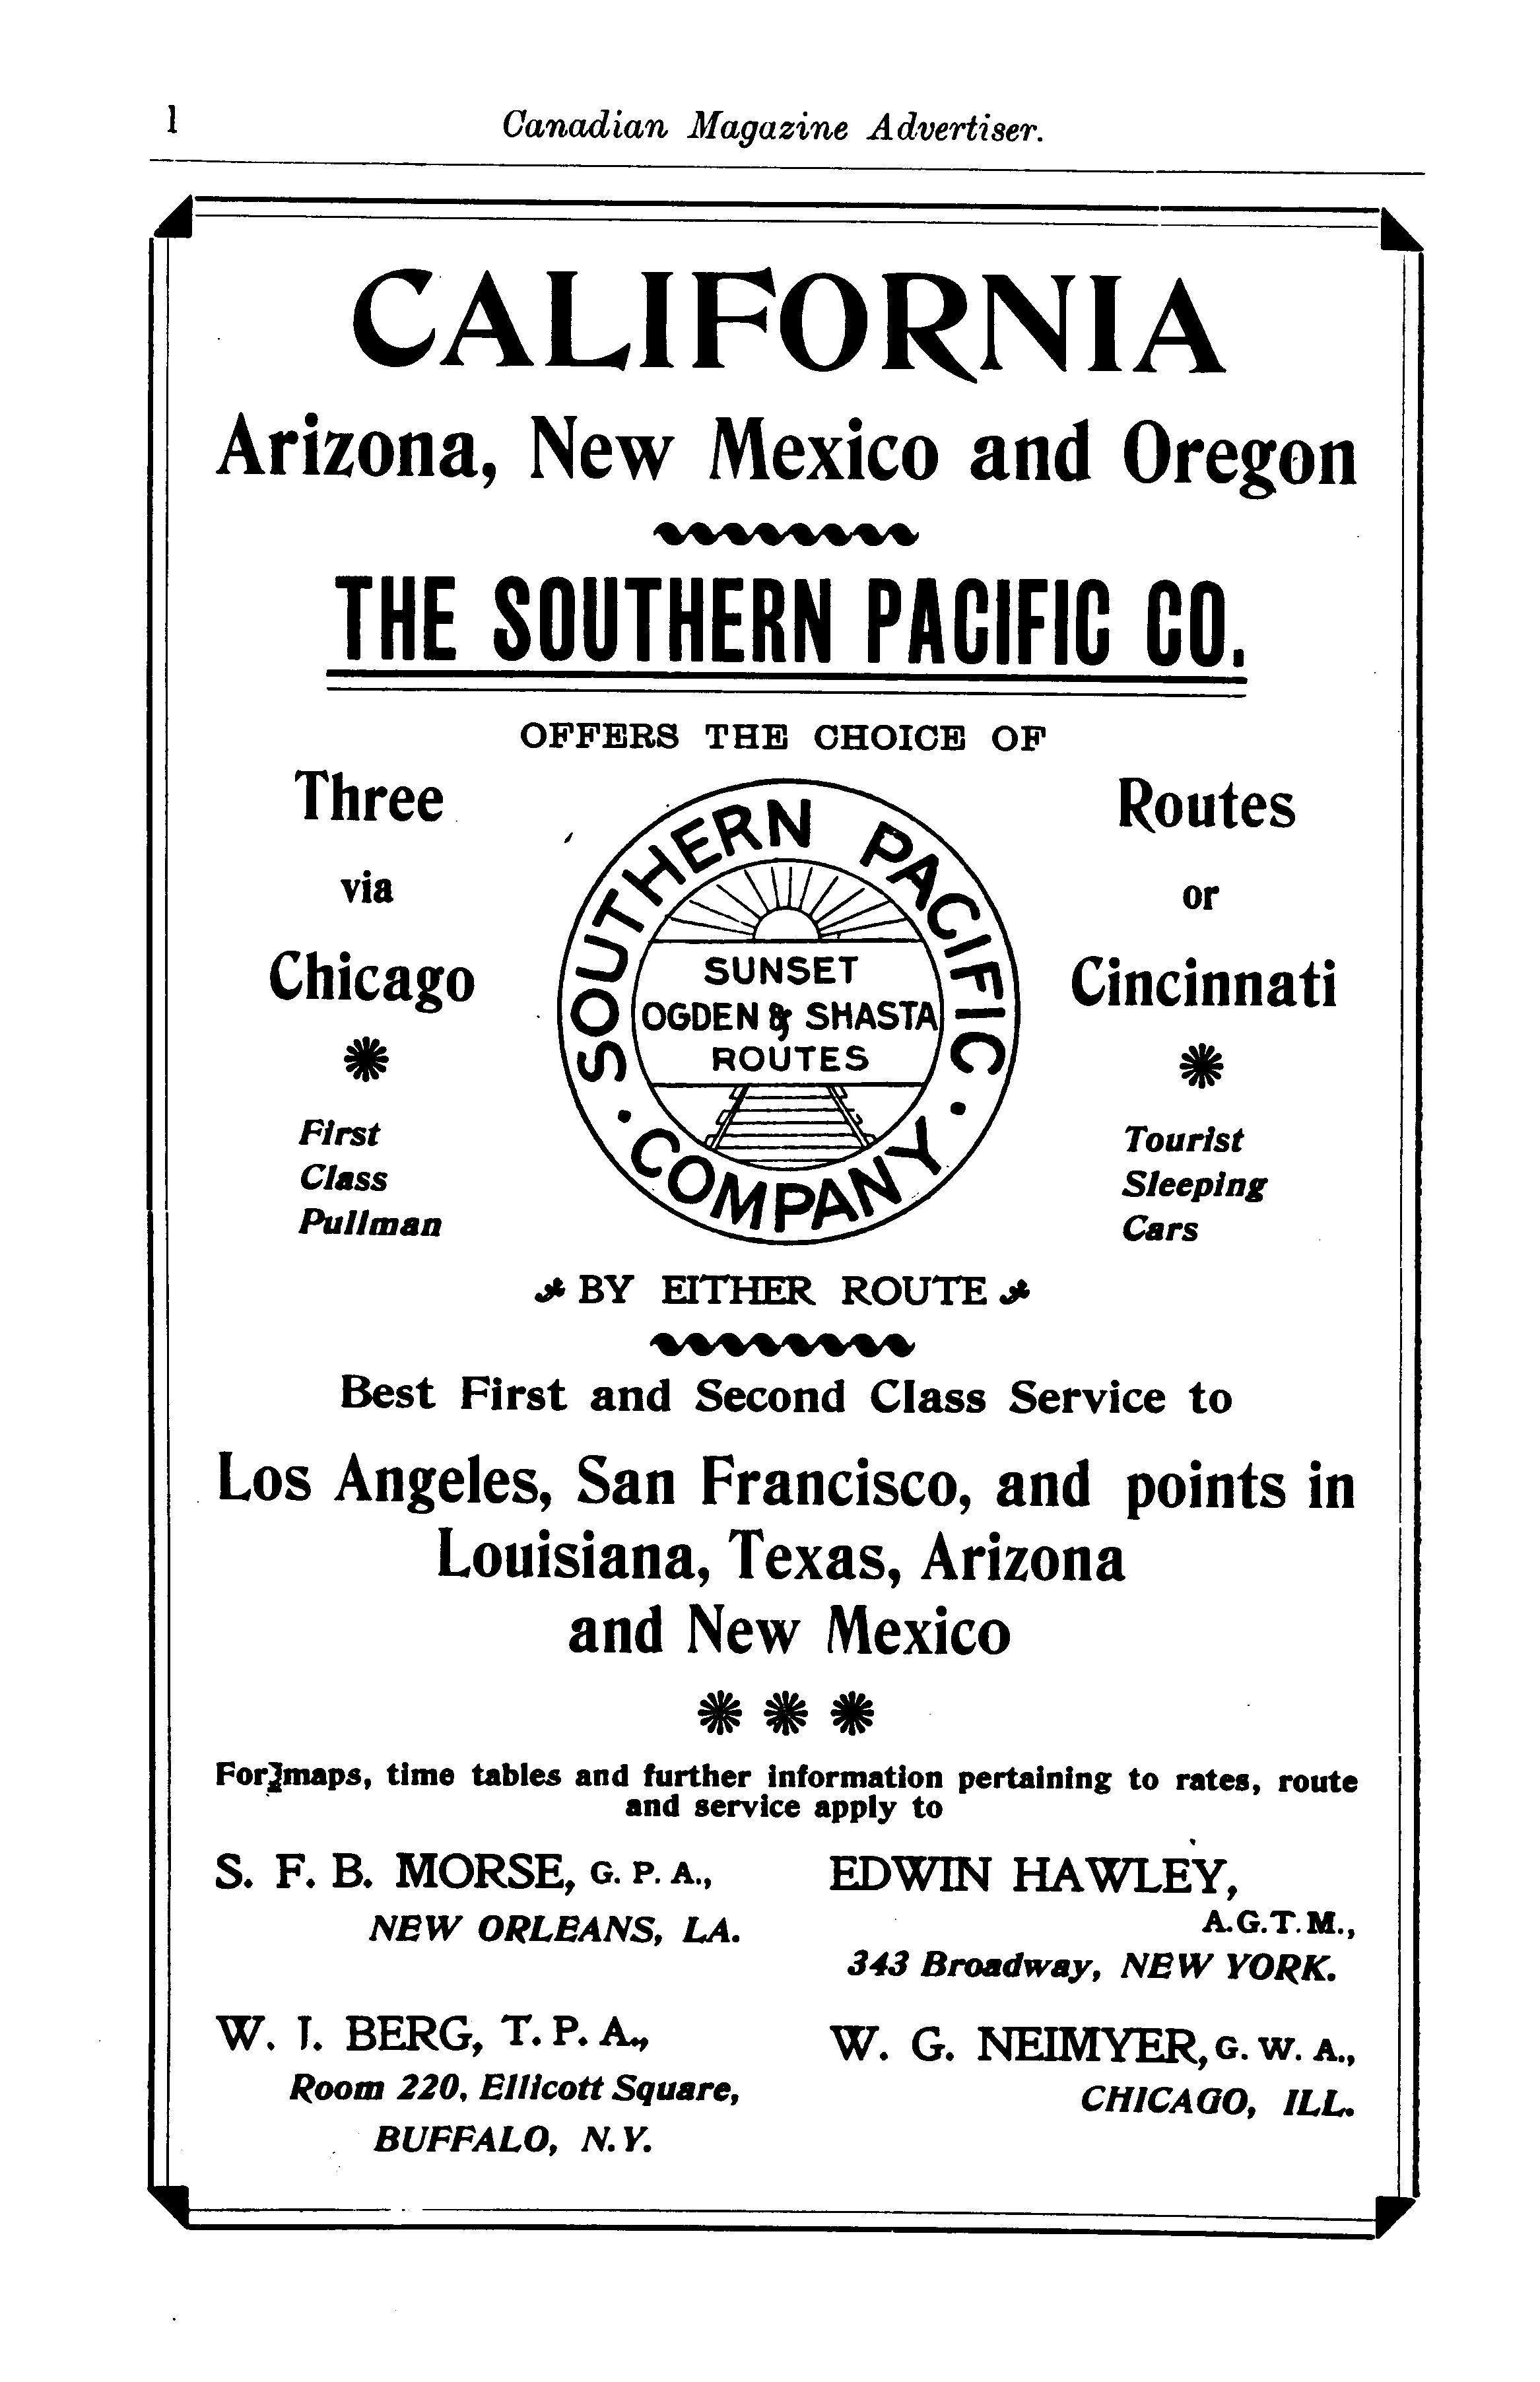 1
Canadian Magazine Advertiser.
CALIFORNIA
Arizona, New Mexico and Oregon
THE SOUTHERN PACIFIC CO.
OFFERS THE CHOICE OF
Three Routes
via or
Chicago Cincinnati
SOUTHERN PACIFIC
SUNSET
OGDEN & SHASTA
ROUTES
· COMPANY ·
First
Class
Pullman
Tourist
Sleeping
Cars
BY EITHER ROUTE
Best First and Second Class Service to
Los Angeles, San Francisco, and points in
Louisiana, Texas, Arizona
and New Mexico
For maps, time tables and further information pertaining to rates, route
and service apply to
S. F. B. MORSE, G. P. A.,
NEW ORLEANS, LA.
EDWIN HAWLEY,
A.G.T.M.,
343 Broadway, NEW YORK.
W. J. BERG, T. P. A.,
Room 220, Ellicott Square,
BUFFALO, N.Y.
W. G. NEIMYER, G. W. A.,
CHICAGO, ILL.